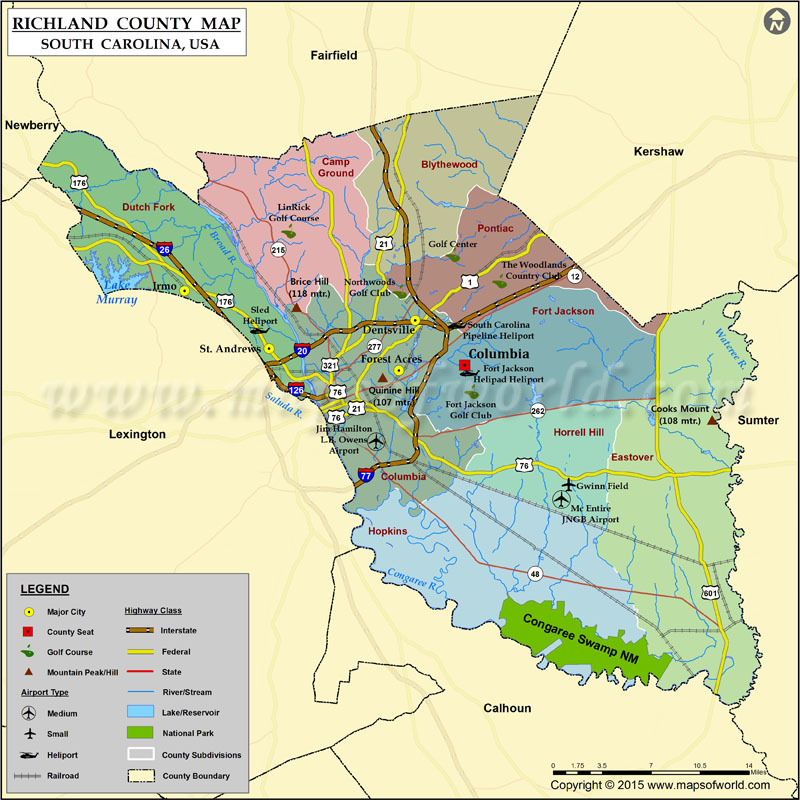 RICHLAND COUNTY MAP
SOUTH CAROLINA, USA
N
Fairfield
Newberry
Kershaw
Camp
Ground
Blythewood
176
Dutch Fork
LinRick
Golf Course
Pontiac
Broad R.
26
215
21
Golf Center
The Woodlands
Country Club
12
Lake
Murray
Irmo
176
Brice Hill
(118 mtr.)
Northwoods
Golf Club
1
Fort Jackson
Sled
Heliport
Dentsville
South Carolina
Pipeline Heliport
Wateree R.
St. Andrews
20
277
321
Forest Acres
Columbia
Fort Jackson
Helipad Heliport
126
76
Quinine Hill
(107 mtr.)
www.mapsofworld.com
Saluda R.
76
21
Fort Jackson
Golf Club
262
Cooks Mount
(108 mtr.)
Sumter
Lexington
Jim Hamilton
L.B. Owens
Airport
Horrell Hill
Eastover
76
77
Columbia
Gwinn Field
Mc Entire
JNGB Airport
Hopkins
Congaree R.
48
601
Congaree Swamp NM
Calhoun
LEGEND
Major City
County Seat
Golf Course
Mountain Peak/Hill
Airport Type
Medium
Small
Heliport
Railroad
Highway Class
Interstate
Federal
State
River/Stream
Lake/Reservoir
National Park
County Subdivisions
County Boundary
0 1.75 3.5 7 10.5 14
Miles
Copyright © 2015 www.mapsofworld.com